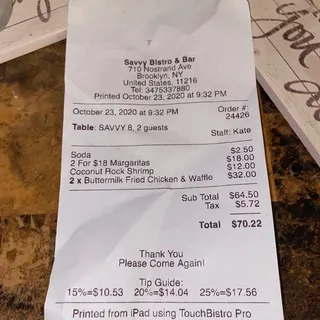 Savvy Bistro & Bar
710 Nostrand Ave
Brooklyn, NY
United States, 11216
Tel: 3475337880
Printed October 23, 2020 at 9:32 PM
October 23, 2020 at 9:32 PM Order #: 24426
Table: SAVVY 8, 2 guests Staff: Kate
Soda $2.50
2 For $18 Margaritas $18.00
Coconut Rock Shrimp $12.00
2 x Buttermilk Fried Chicken & Waffle $32.00
Sub Total $64.50
Tax $5.72
Total $70.22
Thank You
Please Come Again!
Tip Guide:
15%=$10.53 20%=$14.04 25%=$17.56
Printed from iPad using TouchBistro Pro
you